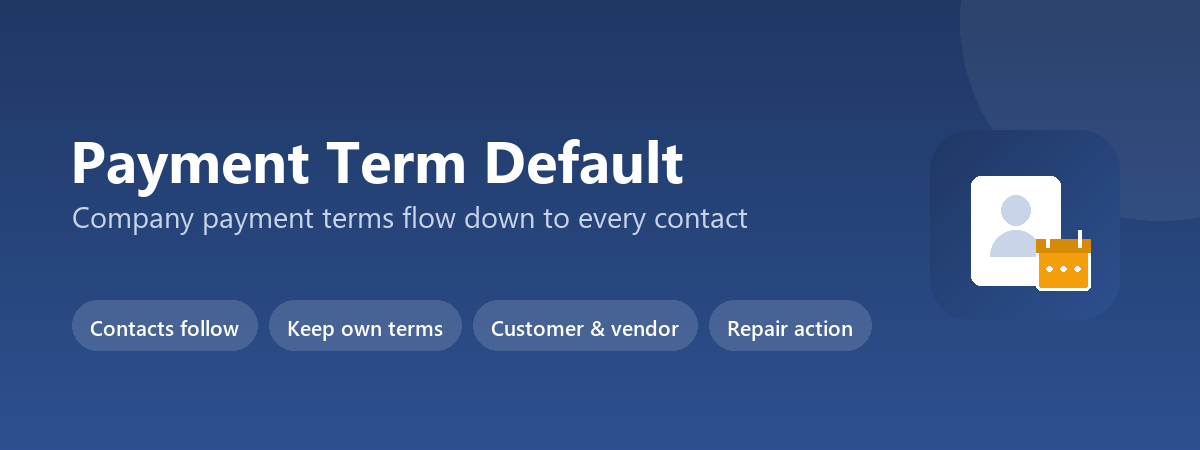 Payment Term Default
Company payment terms flow down to every contact
Contacts follow
Keep own terms
Customer & vendor
Repair action